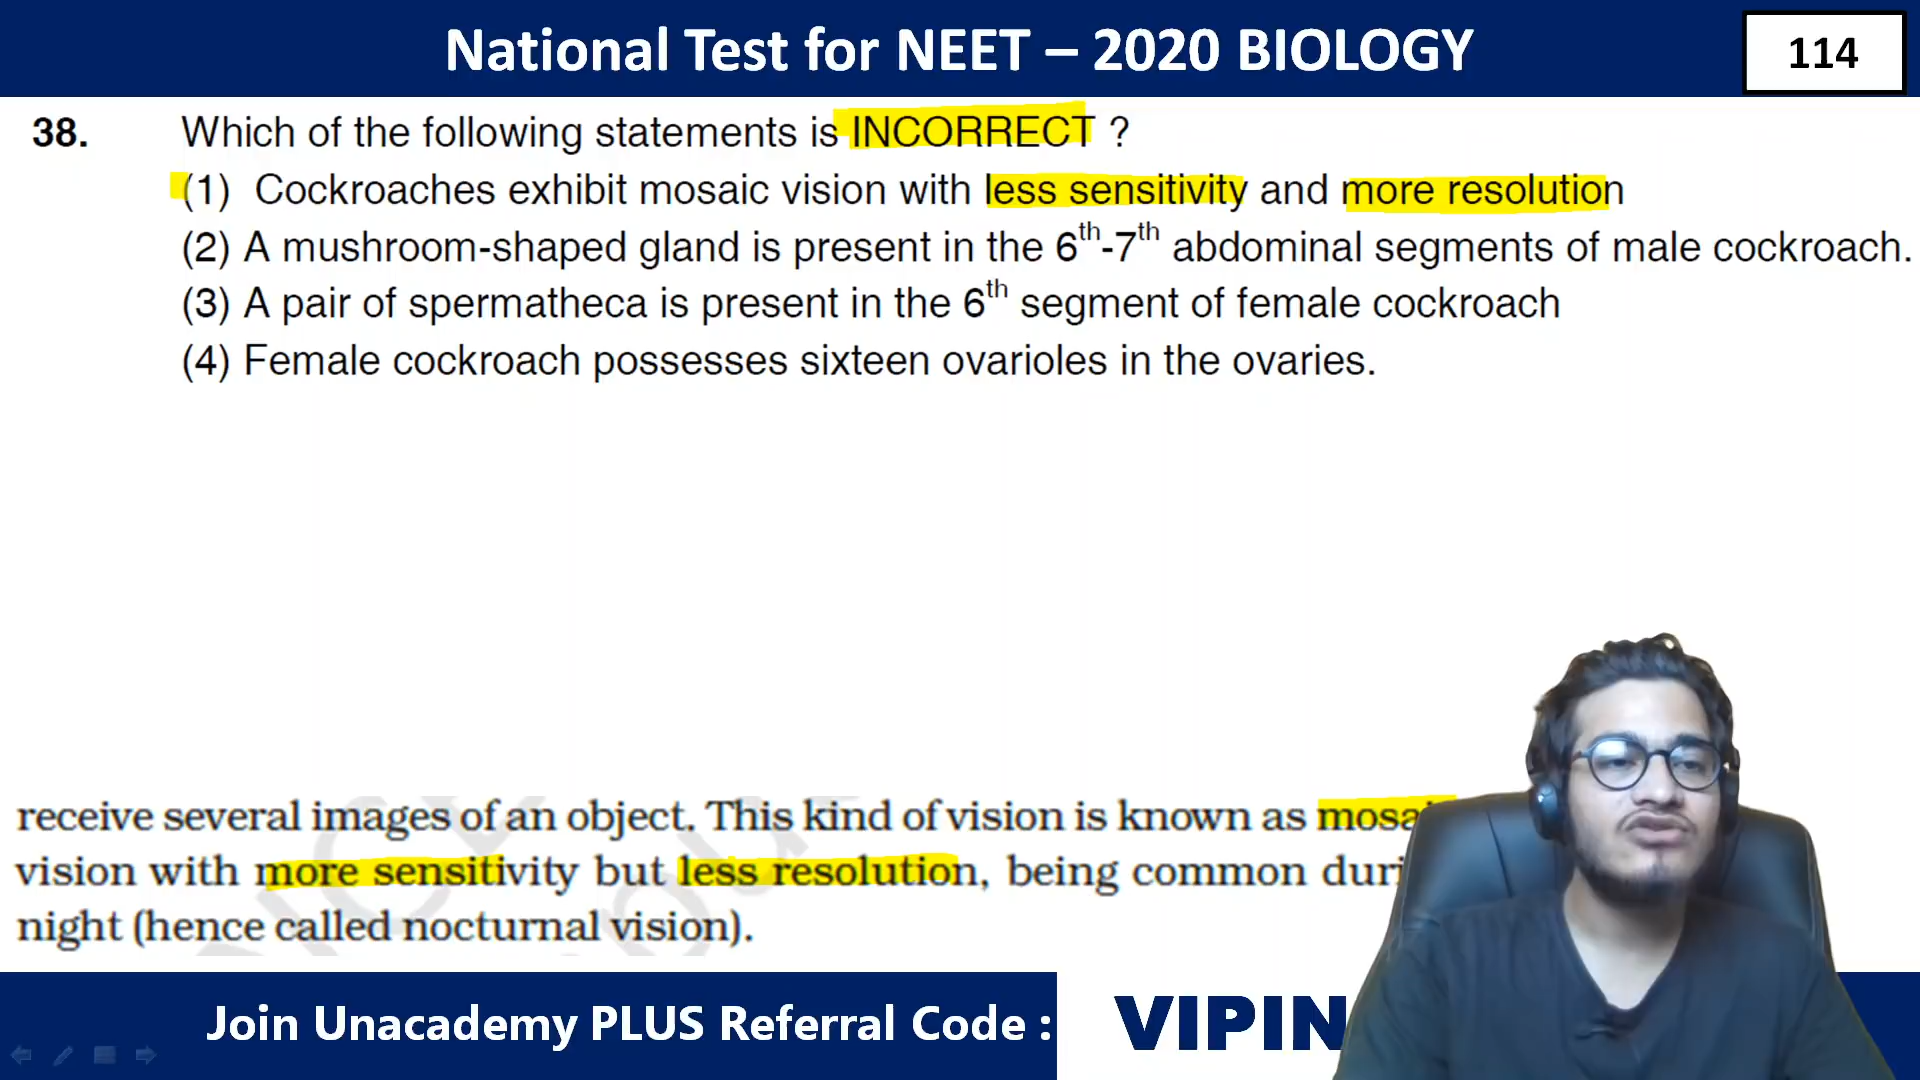 National Test for NEET – 2020 BIOLOGY
114
38. Which of the following statements is INCORRECT ?
(1) Cockroaches exhibit mosaic vision with less sensitivity and more resolution
(2) A mushroom-shaped gland is present in the 6th-7th abdominal segments of male cockroach.
(3) A pair of spermatheca is present in the 6th segment of female cockroach
(4) Female cockroach possesses sixteen ovarioles in the ovaries.
receive several images of an object. This kind of vision is known as
vision with more sensitivity but less resolution, being common
night (hence called nocturnal vision).
Join Unacademy PLUS Referral Code :
VIPIN